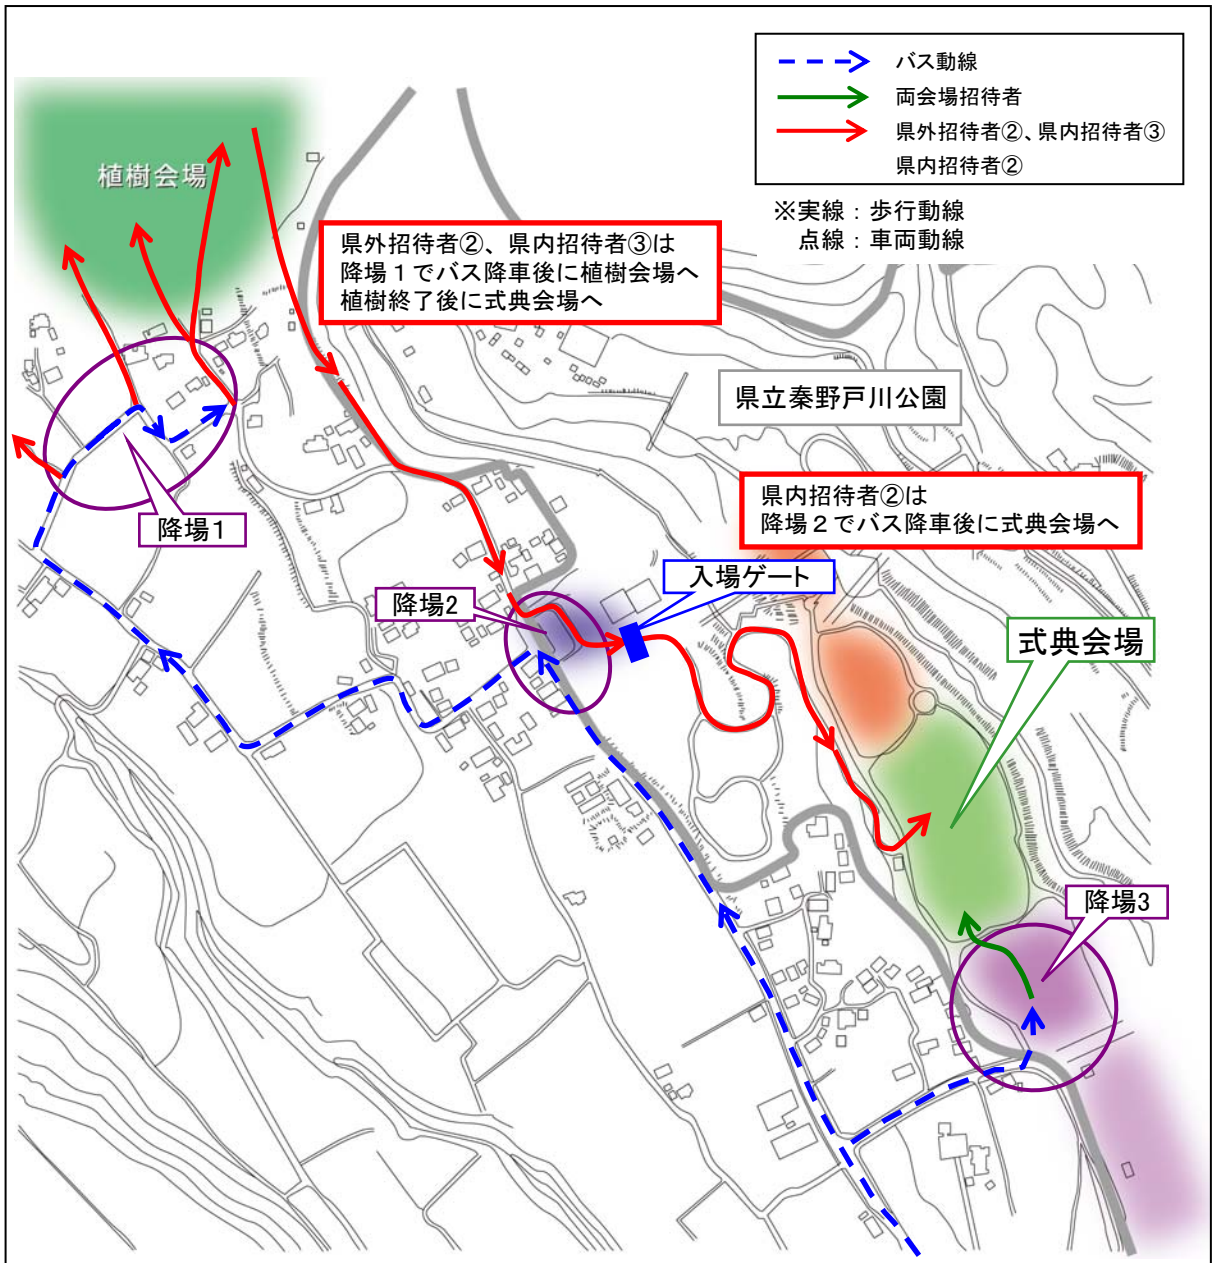 バス動線
両会場招待者
県外招待者②、県内招待者③
県内招待者②
※実線：歩行動線
点線：車両動線
植樹会場
県外招待者②、県内招待者③は
降場１でバス降車後に植樹会場へ
植樹終了後に式典会場へ
県立秦野戸川公園
県内招待者②は
降場２でバス降車後に式典会場へ
降場1
入場ゲート
降場2
式典会場
降場3